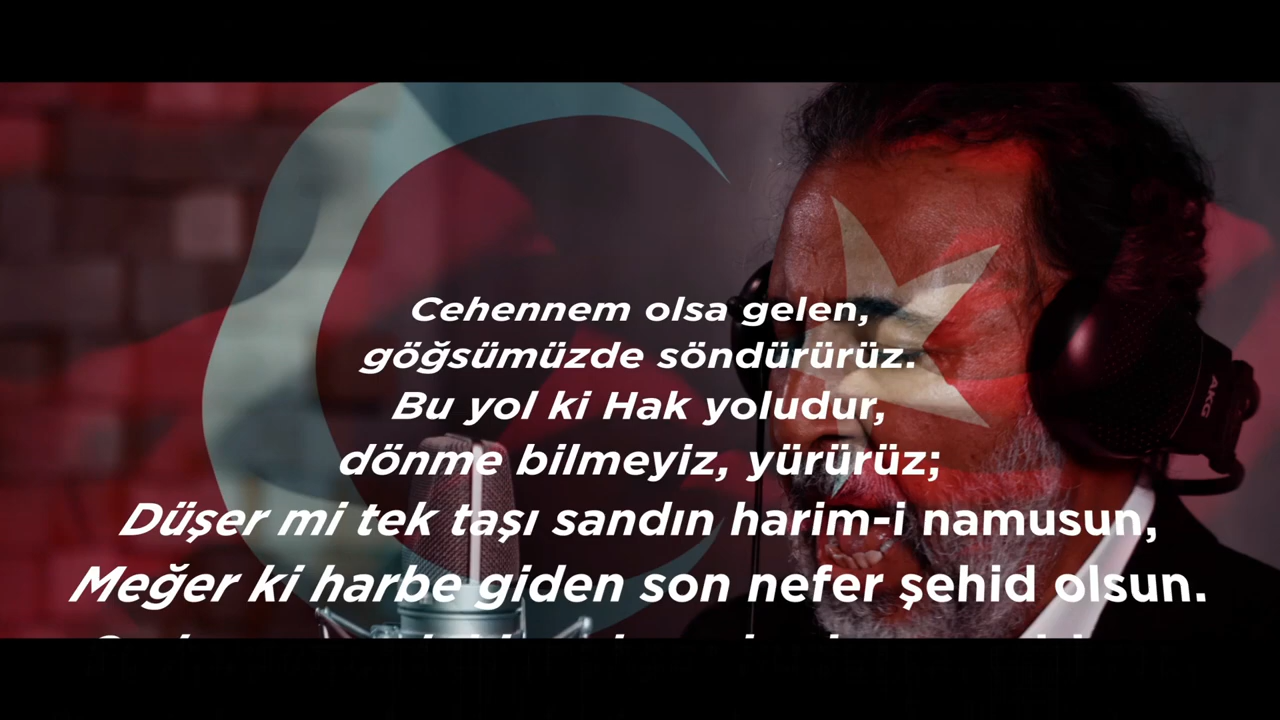 Cehennem olsa gelen,
göğsümüzde söndürürüz.
Bu yol ki Hak yoludur,
dönme bilmeyiz, yürürüz;
Düşer mi tek taşı sandın harim-i namusun,
Meğer ki harbe giden son nefer şehid olsun.
AKG